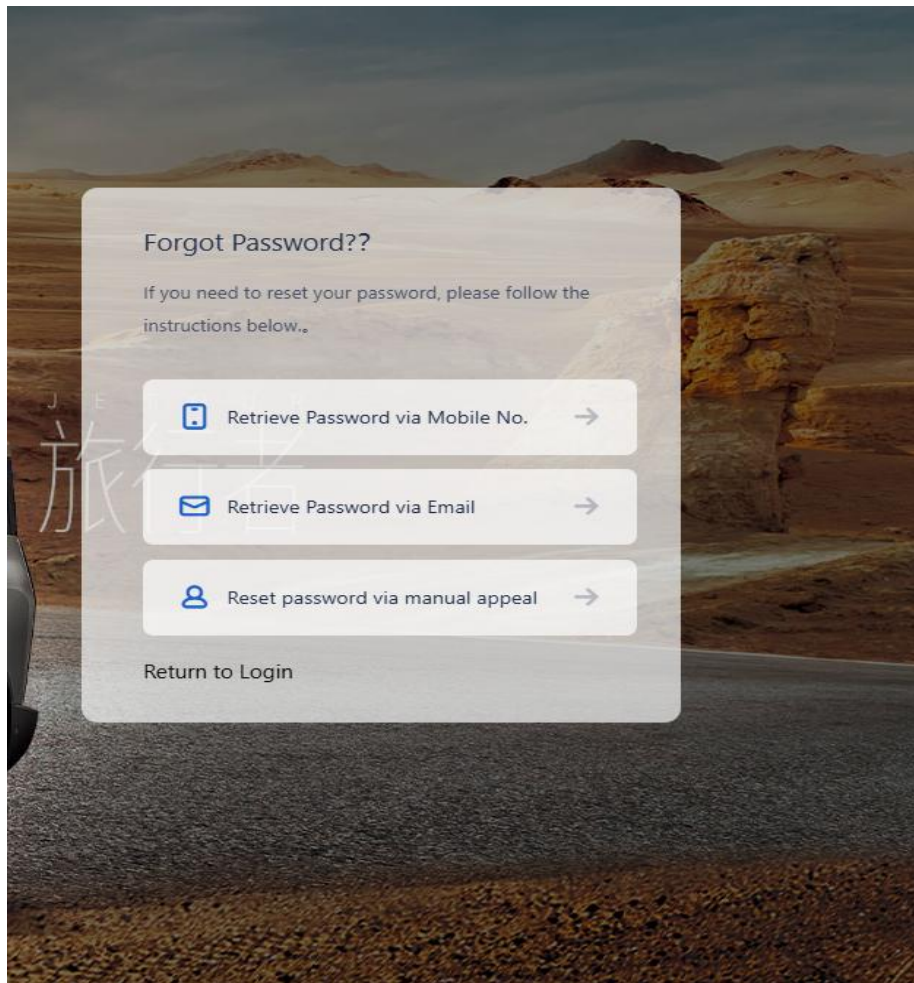 Forgot Password??
If you need to reset your password, please follow the
instructions below.。
J E
旅行者
Retrieve Password via Mobile No.
Retrieve Password via Email
Reset password via manual appeal
Return to Login